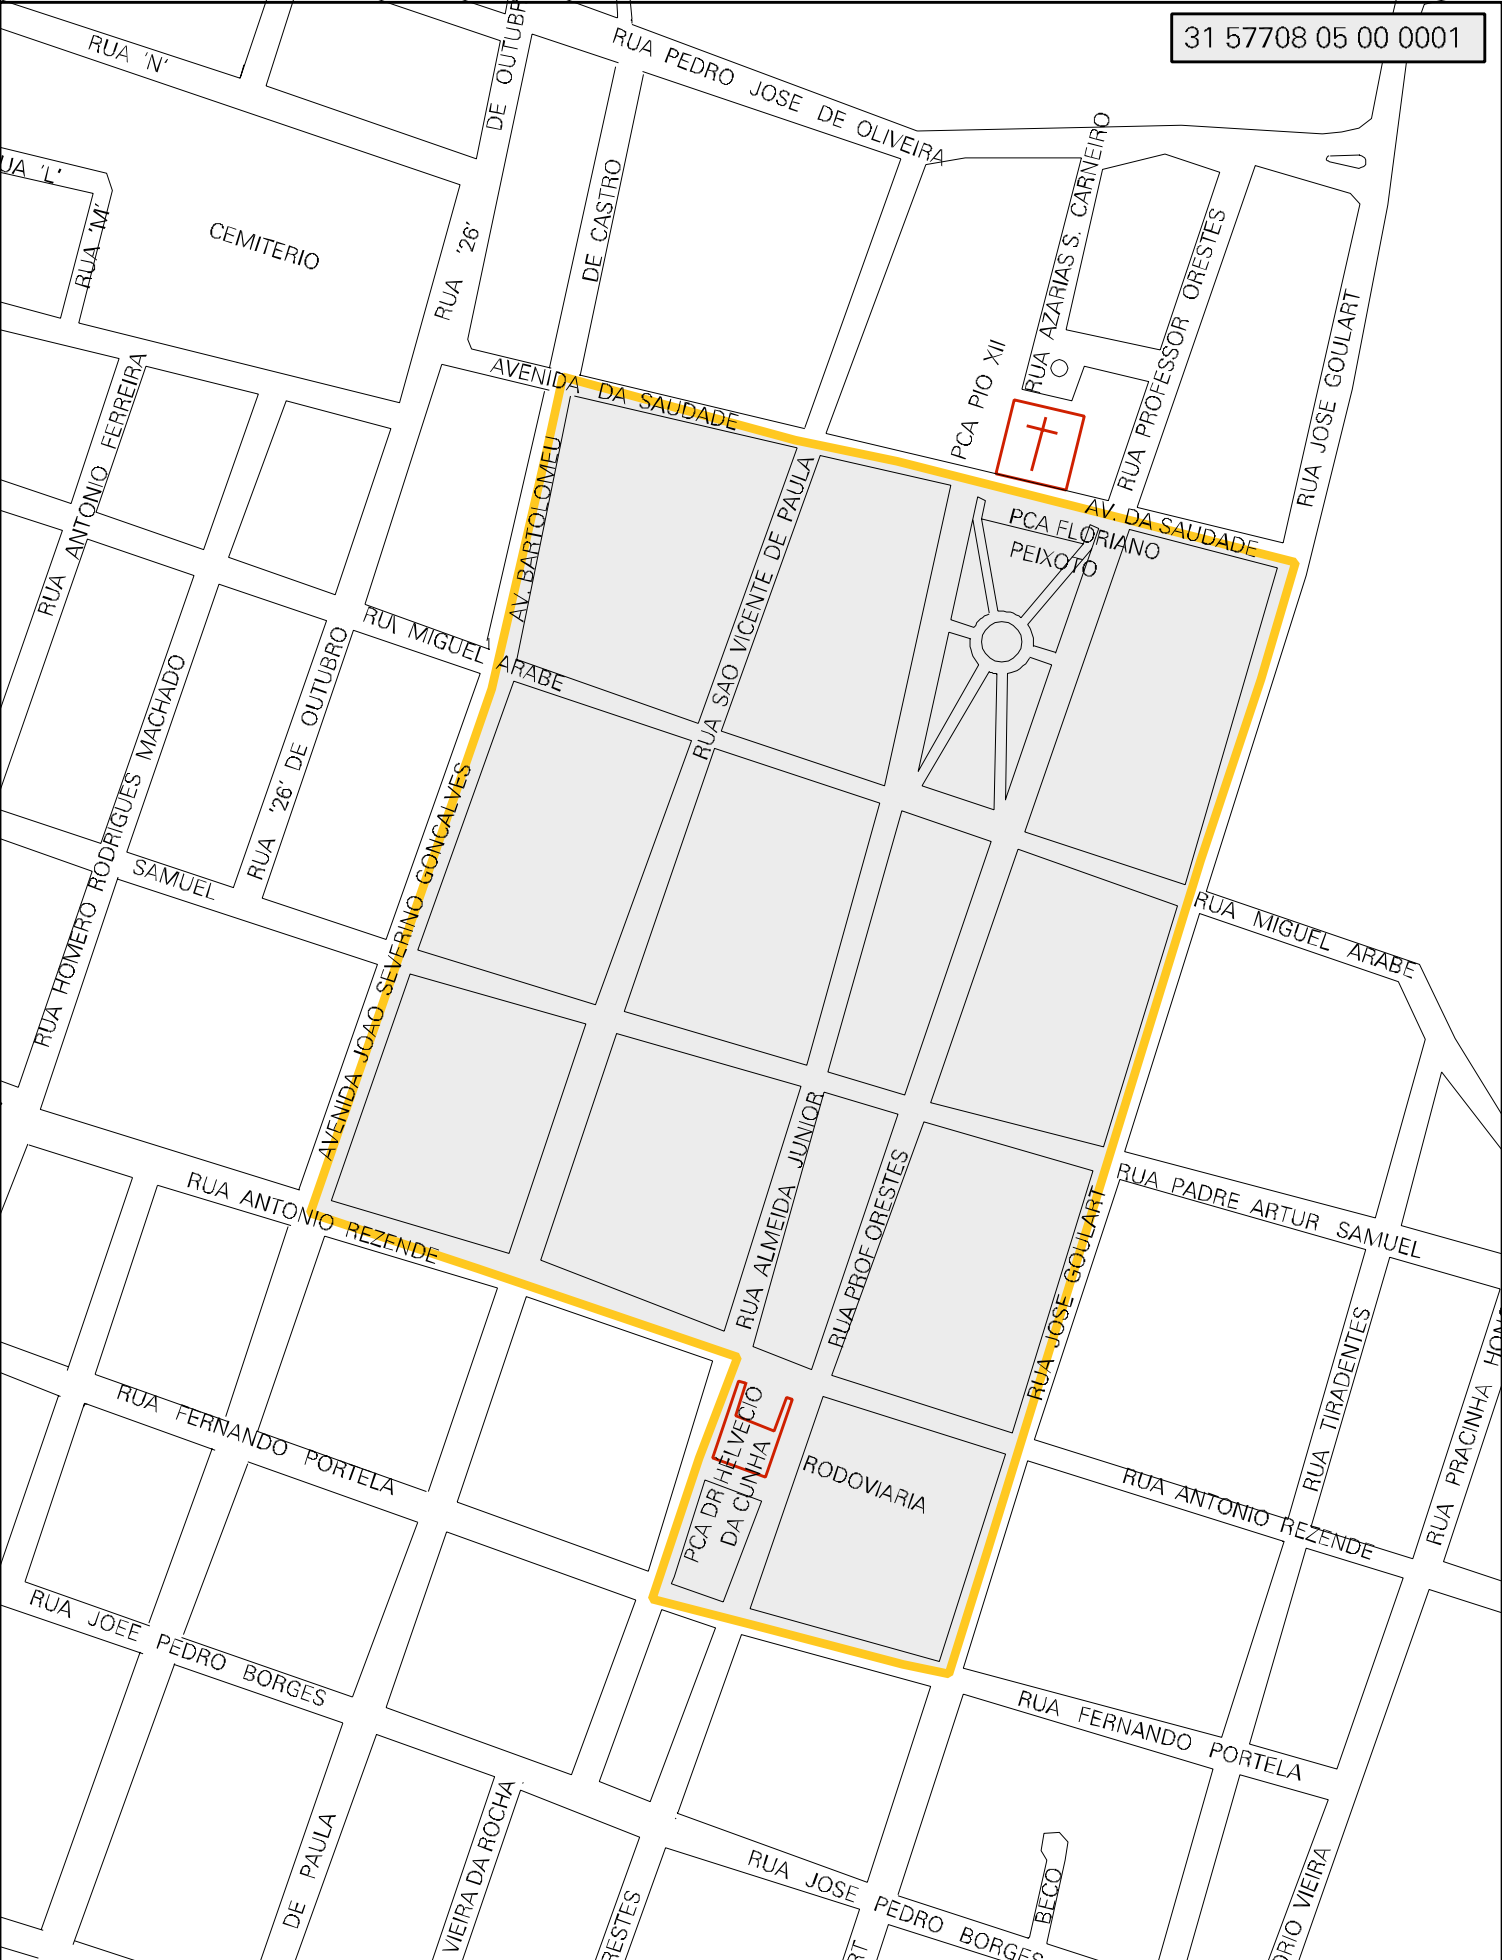 31 57708 05 00 0001
RUA 'N'
DE OUTUBR
RUA PEDRO JOSE DE OLIVEIRA
UA 'L'
RUA 'M'
CEMITERIO
RUA '26'
DE CASTRO
RUA AZARIAS S. CARNEIRO
RUA PROFESSOR ORESTES
RUA JOSE GOULART
PCA PIO XII
RUA ANTONIO FERREIRA
AVENIDA DA SAUDADE
AV. BARTOLOMEU
RUA SAO VICENTE DE PAULA
PCA FLORIANO
PEIXOTO
AV. DA SAUDADE
MIGUEL ARABE
RUA HOMERO RODRIGUES MACHADO
RUA '26' DE OUTUBRO
SAMUEL
AVENIDA JOAO SEVERINO GONCALVES
RUA MIGUEL ARABE
RUA ANTONIO REZENDE
RUA ALMEIDA JUNIOR
RUA PROF ORESTES
RUA JOSE GOULART
RUA PADRE ARTUR SAMUEL
RUA TIRADENTES
RUA PRACINHA HON
RUA FERNANDO PORTELA
PCA DR HELVECIO
DA CUNHA
RODOVIARIA
RUA ANTONIO REZENDE
RUA JOEE PEDRO BORGES
RUA FERNANDO PORTELA
DE PAULA
VIEIRA DA ROCHA
RESTES
RUA JOSE PEDRO BORGES
RT
BECO
ORIO VIEIRA